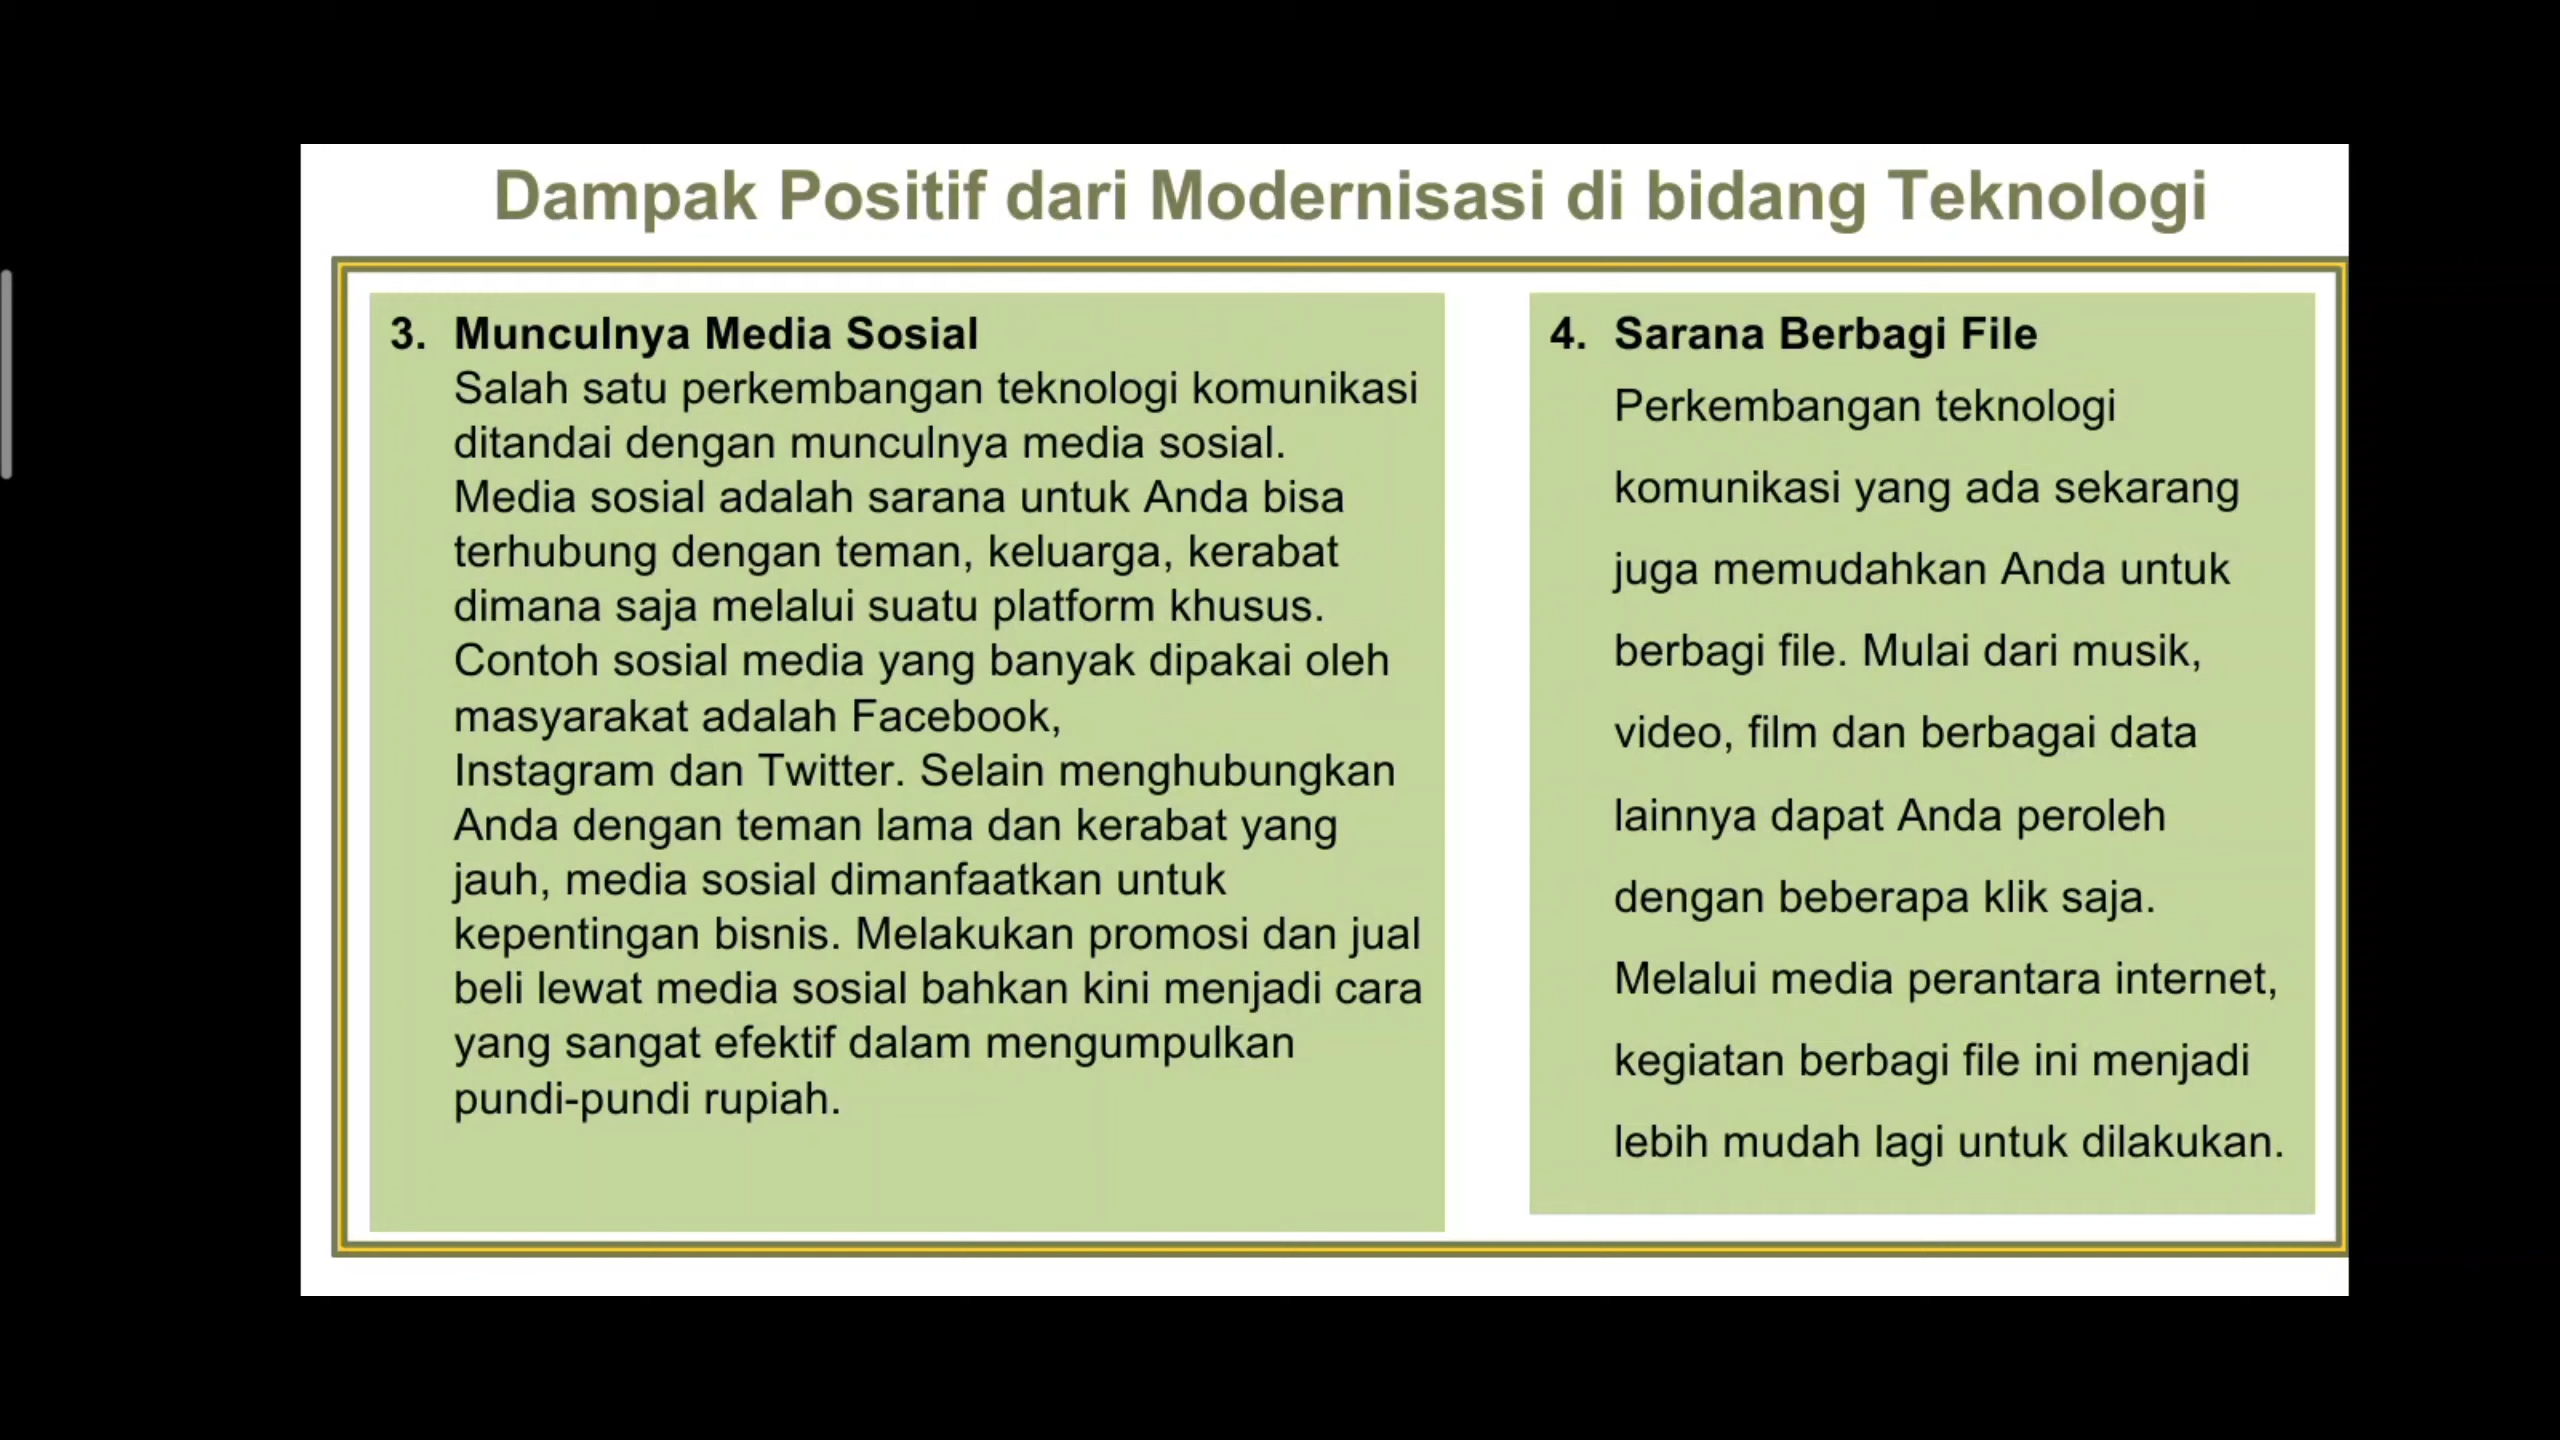 Dampak Positif dari Modernisasi di bidang Teknologi
3. Munculnya Media Sosial
Salah satu perkembangan teknologi komunikasi
ditandai dengan munculnya media sosial.
Media sosial adalah sarana untuk Anda bisa
terhubung dengan teman, keluarga, kerabat
dimana saja melalui suatu platform khusus.
Contoh sosial media yang banyak dipakai oleh
masyarakat adalah Facebook,
Instagram dan Twitter. Selain menghubungkan
Anda dengan teman lama dan kerabat yang
jauh, media sosial dimanfaatkan untuk
kepentingan bisnis. Melakukan promosi dan jual
beli lewat media sosial bahkan kini menjadi cara
yang sangat efektif dalam mengumpulkan
pundi-pundi rupiah.
4. Sarana Berbagi File
Perkembangan teknologi
komunikasi yang ada sekarang
juga memudahkan Anda untuk
berbagi file. Mulai dari musik,
video, film dan berbagai data
lainnya dapat Anda peroleh
dengan beberapa klik saja.
Melalui media perantara internet,
kegiatan berbagi file ini menjadi
lebih mudah lagi untuk dilakukan.